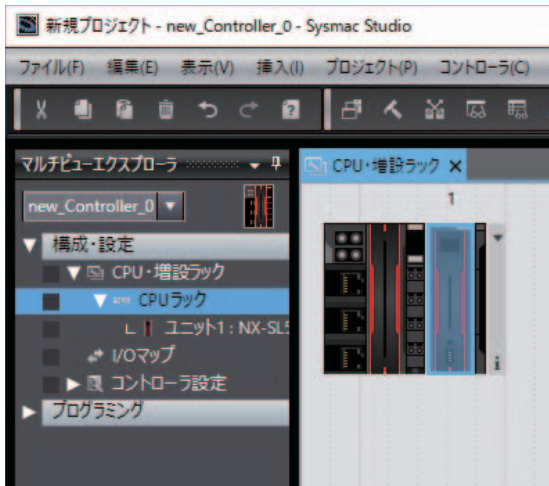 新規プロジェクト - new_Controller_0 - Sysmac Studio
ファイル(F) 編集(E) 表示(V) 挿入(I) プロジェクト(P) コントローラ(C)
マルチビューエクスプローラ
new_Controller_0
構成・設定
CPU・増設ラック
CPUラック
ユニット1 : NX-SL5
I/Oマップ
コントローラ設定
プログラミング
CPU・増設ラック
1
i